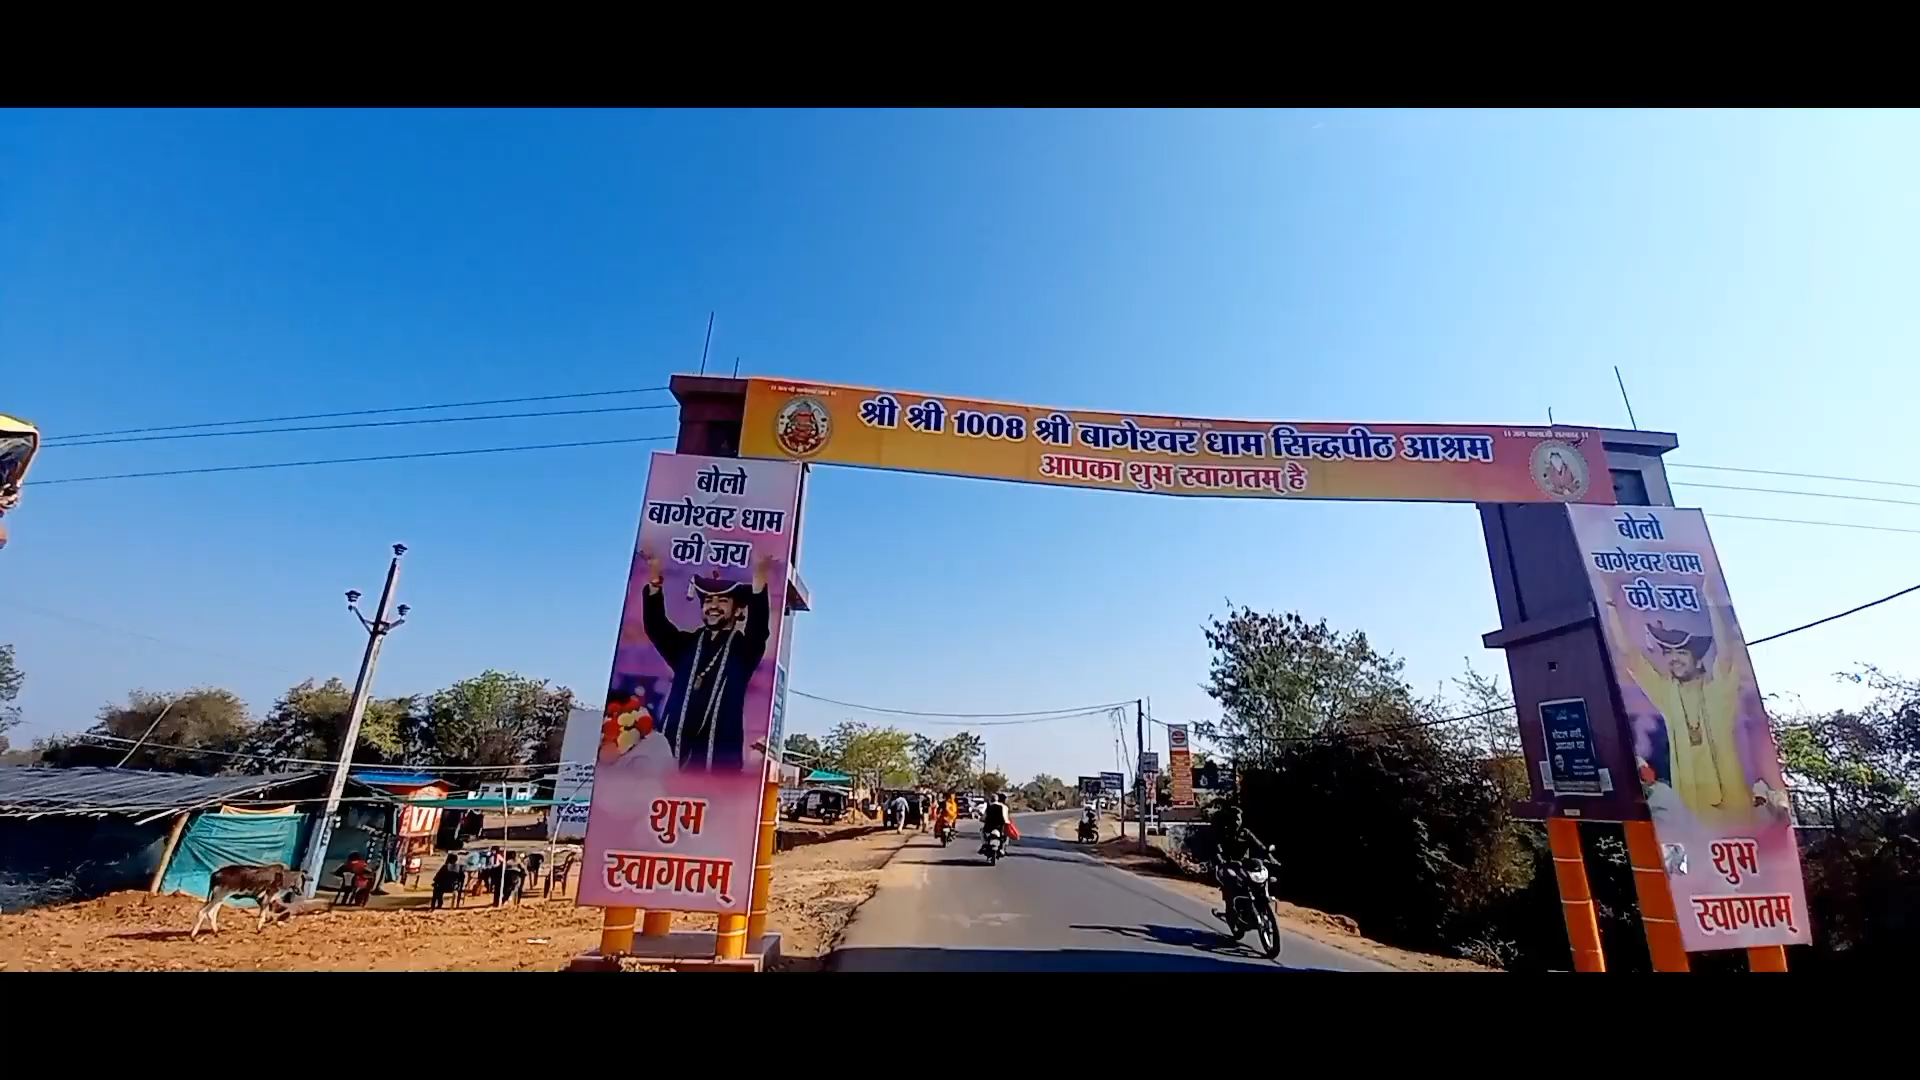 श्री श्री 1008 श्री बागेश्वर धाम सिद्धपीठ आश्रम
आपका शुभ स्वागतम् है
बोलो
बागेश्वर धाम
की जय
शुभ
स्वागतम्
बोलो
बागेश्वर धाम
की जय
शुभ
स्वागतम्